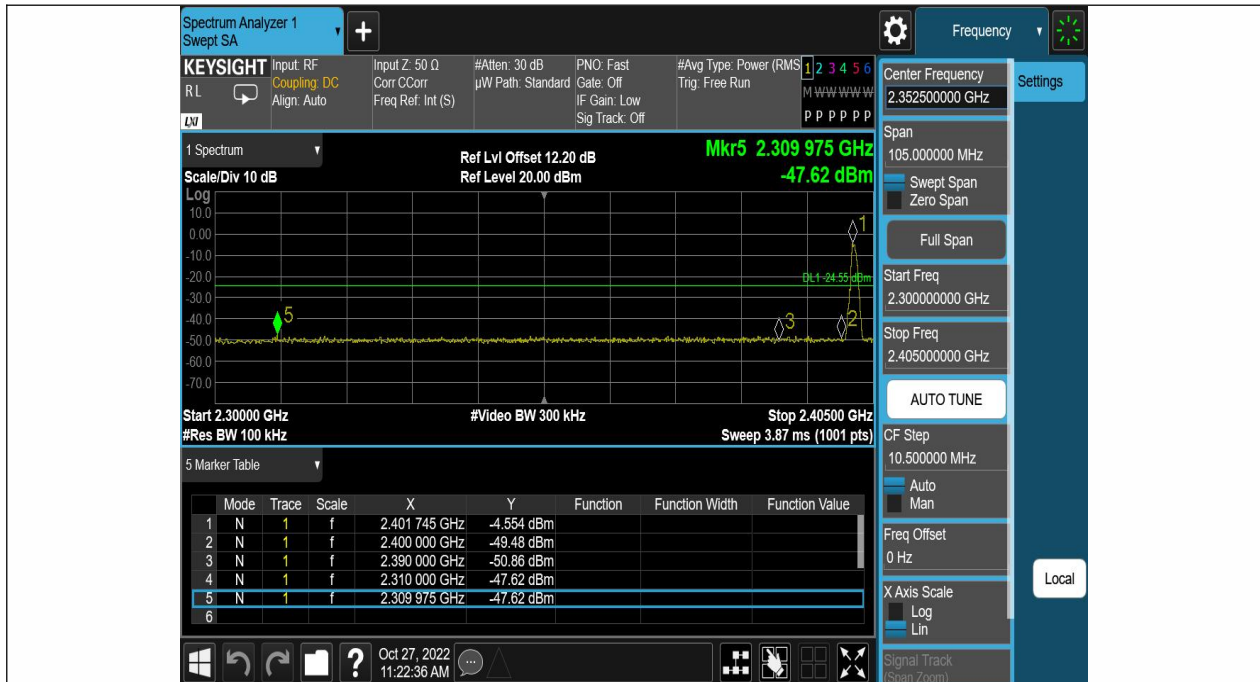 Spectrum Analyzer 1
Swept SA
+
Frequency
KEYSIGHT
R L
LXI
Input: RF
Coupling: DC
Align: Auto
Input Z: 50 Ω
Corr CCorr
Freq Ref: Int (S)
#Atten: 30 dB
µW Path: Standard
PNO: Fast
Gate: Off
IF Gain: Low
Sig Track: Off
#Avg Type: Power (RMS
Trig: Free Run
1 2 3 4 5 6
M W W W W W
P P P P P P
1 Spectrum
Scale/Div 10 dB
Ref Lvl Offset 12.20 dB
Ref Level 20.00 dBm
Mkr5 2.309 975 GHz
-47.62 dBm
Log
10.0
0.00
-10.0
-20.0
-30.0
-40.0
-50.0
-60.0
-70.0
1
DL1 -24.55 dBm
5
3
2
Start 2.30000 GHz
#Res BW 100 kHz
#Video BW 300 kHz
Stop 2.40500 GHz
Sweep 3.87 ms (1001 pts)
5 Marker Table
Mode Trace Scale X Y Function Function Width Function Value
1 N 1 f 2.401 745 GHz -4.554 dBm
2 N 1 f 2.400 000 GHz -49.48 dBm
3 N 1 f 2.390 000 GHz -50.86 dBm
4 N 1 f 2.310 000 GHz -47.62 dBm
5 N 1 f 2.309 975 GHz -47.62 dBm
6
Center Frequency
2.352500000 GHz
Settings
Span
105.000000 MHz
Swept Span
Zero Span
Full Span
Start Freq
2.300000000 GHz
Stop Freq
2.405000000 GHz
AUTO TUNE
CF Step
10.500000 MHz
Auto
Man
Freq Offset
0 Hz
X Axis Scale
Log
Lin
Signal Track
(Span Zoom)
Local
?
Oct 27, 2022
11:22:36 AM